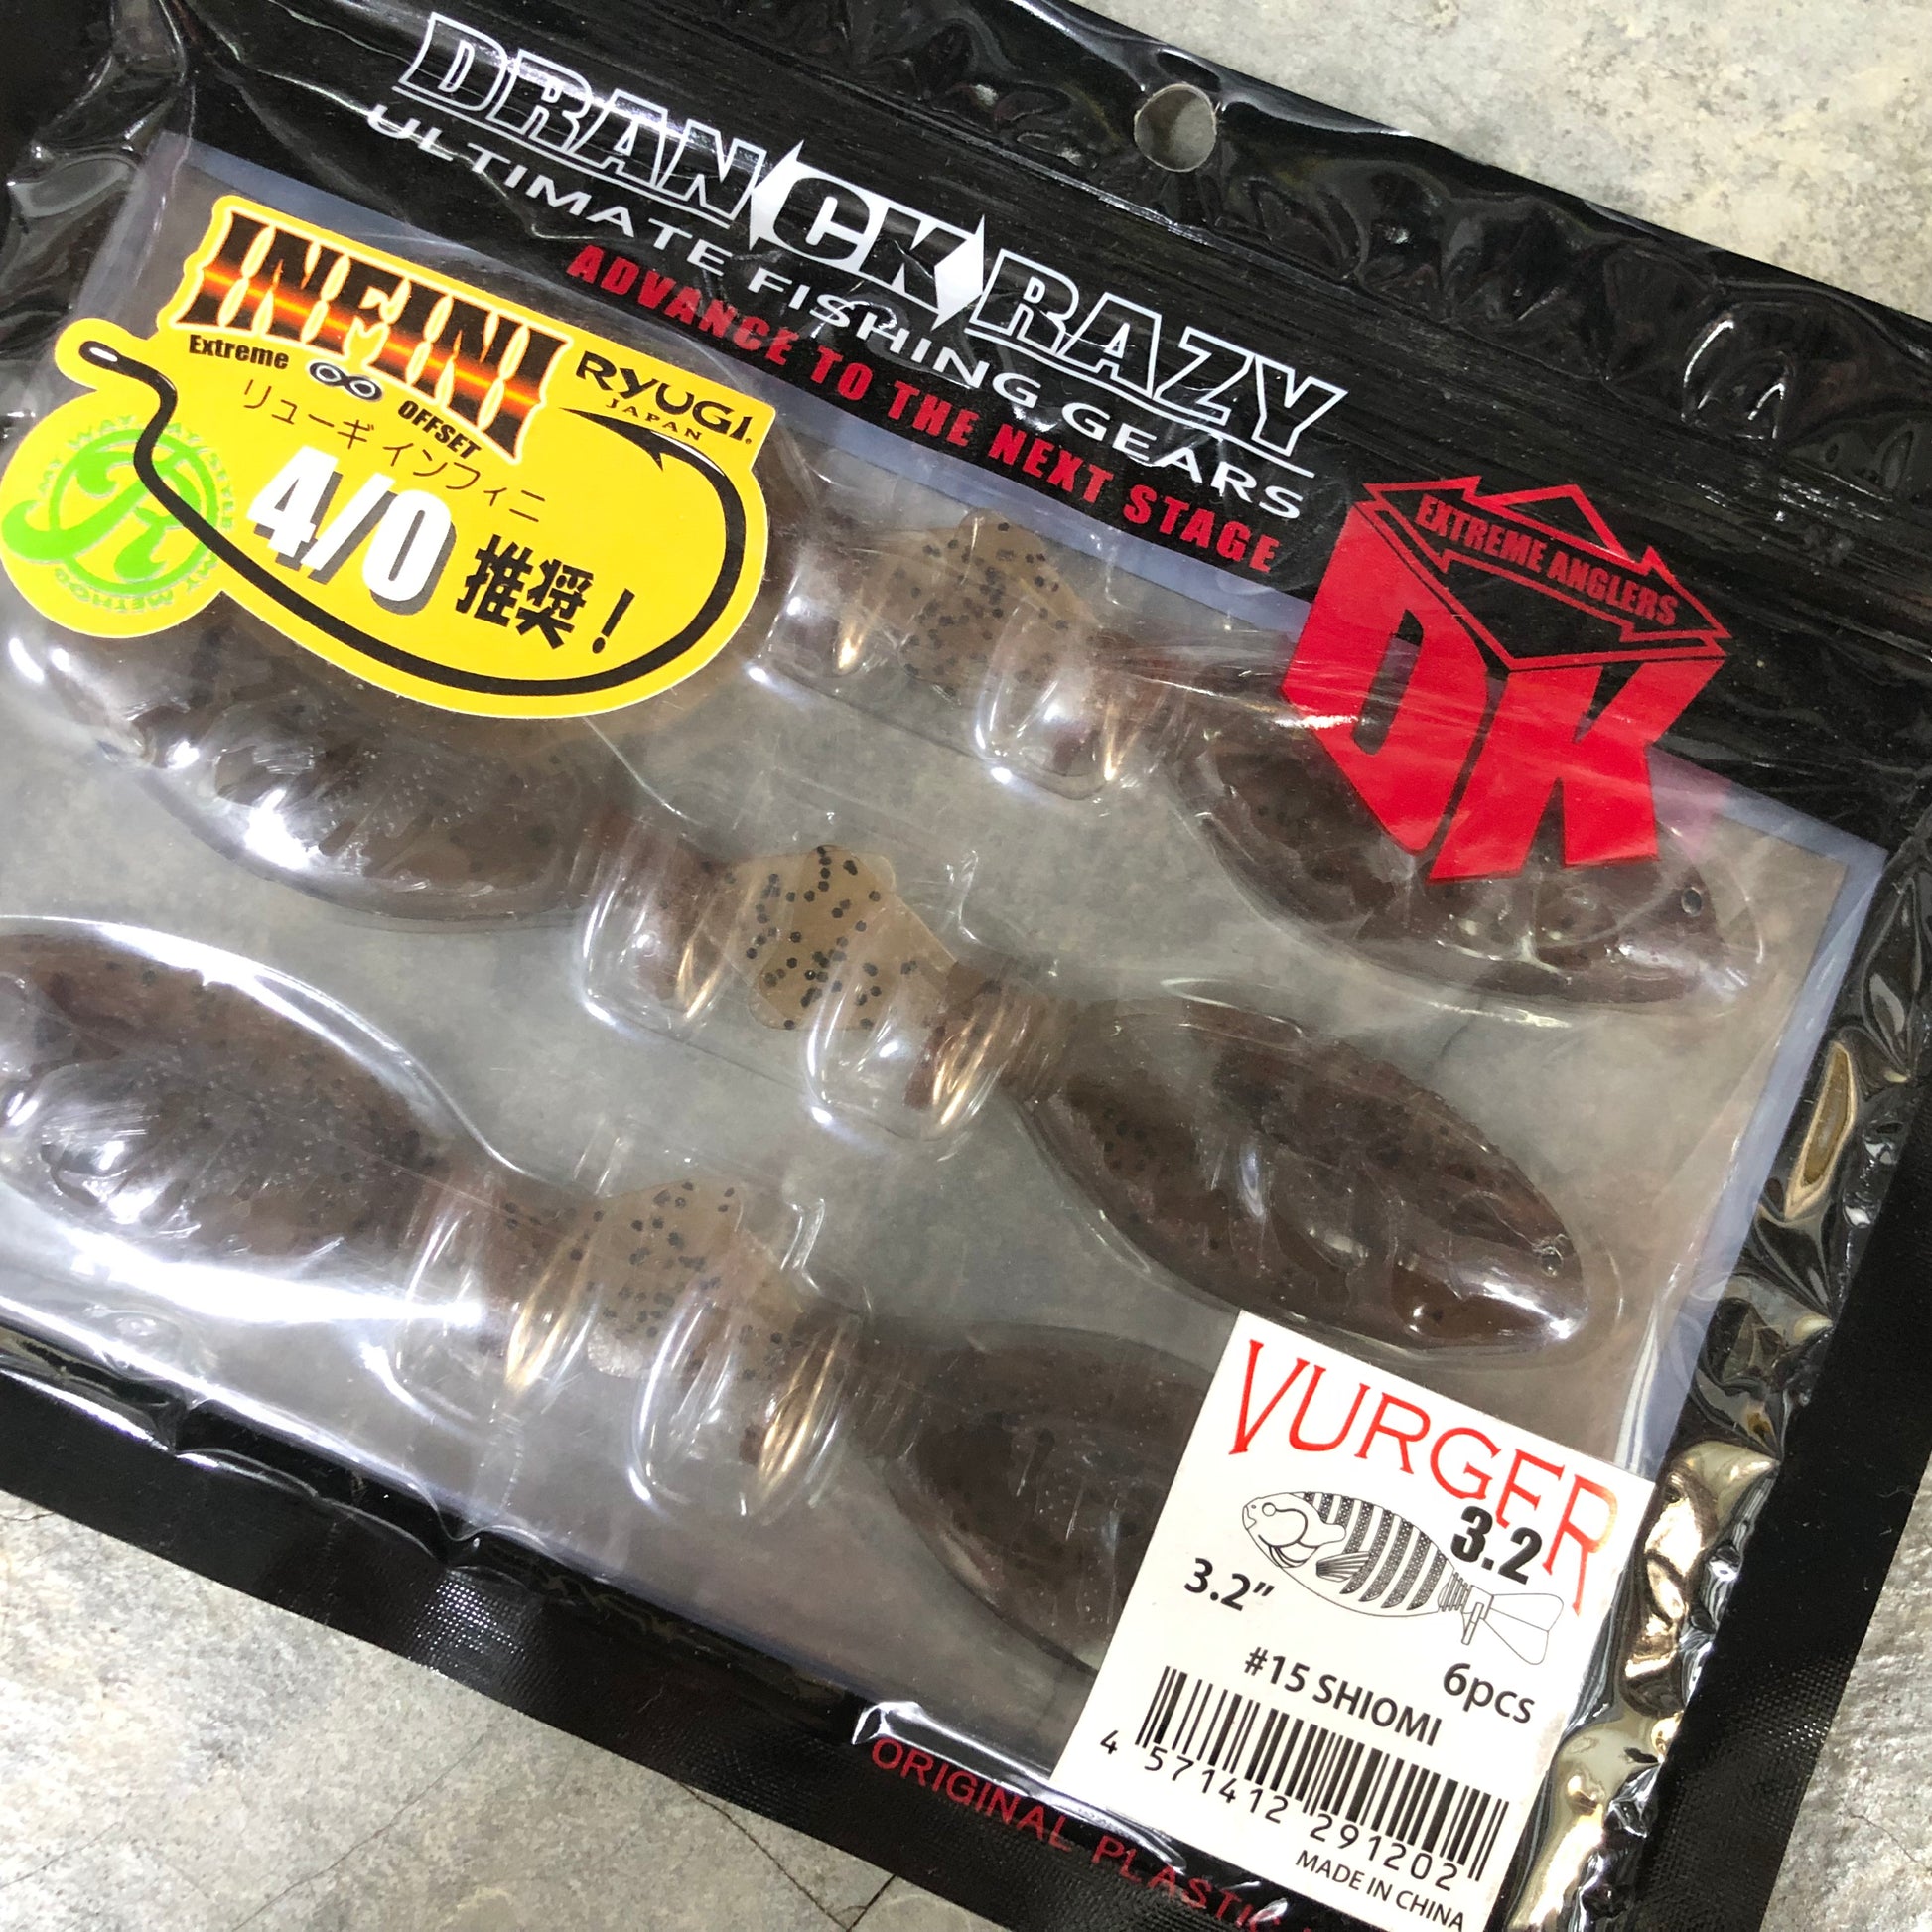 DRANCKRAZY
ULTIMATE FISHING GEARS
ADVANCE TO THE NEXT STAGE
EXTREME ANGLERS
DK
INFINI
Extreme OFFSET
RYUGI
JAPAN
リューギ インフィニ
4/0 推奨!
R
MY METHOD
VURGER
3.2
3.2"
6pcs
#15 SHIOMI
4 571412 291202
MADE IN CHINA
ORIGINAL PLASTIC